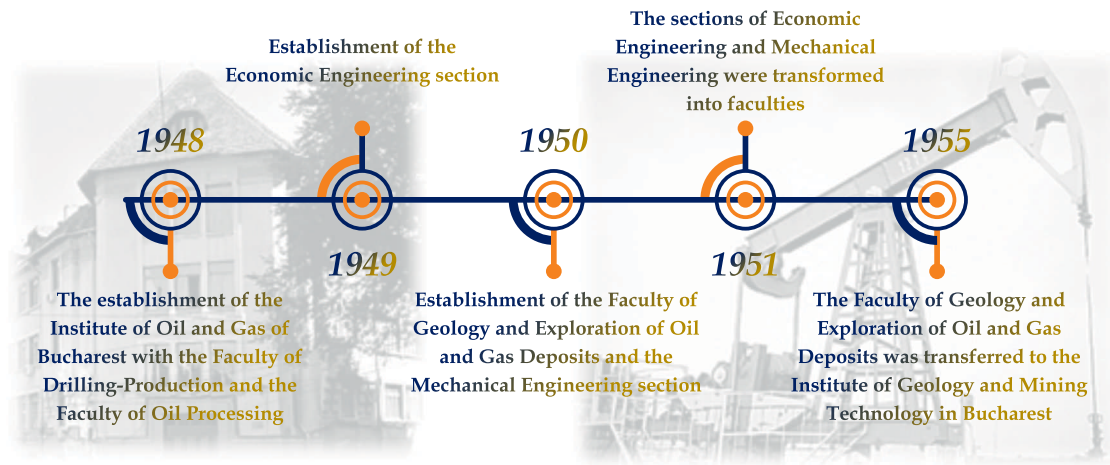 1948
The establishment of the
Institute of Oil and Gas of
Bucharest with the Faculty of
Drilling-Production and the
Faculty of Oil Processing
Establishment of the
Economic Engineering section
1949
1950
Establishment of the Faculty of
Geology and Exploration of Oil
and Gas Deposits and the
Mechanical Engineering section
The sections of Economic
Engineering and Mechanical
Engineering were transformed
into faculties
1951
1955
The Faculty of Geology and
Exploration of Oil and Gas
Deposits was transferred to the
Institute of Geology and Mining
Technology in Bucharest